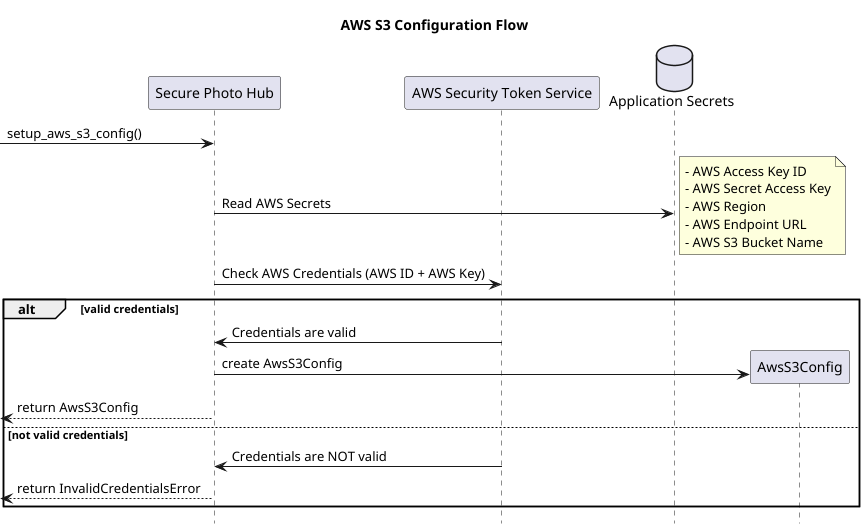 AWS S3 Configuration Flow
Secure Photo Hub
AWS Security Token Service
Application Secrets
setup_aws_s3_config()
- AWS Access Key ID
- AWS Secret Access Key
- AWS Region
- AWS Endpoint URL
- AWS S3 Bucket Name
Read AWS Secrets
Check AWS Credentials (AWS ID + AWS Key)
alt
[valid credentials]
Credentials are valid
create AwsS3Config
AwsS3Config
return AwsS3Config
[not valid credentials]
Credentials are NOT valid
return InvalidCredentialsError